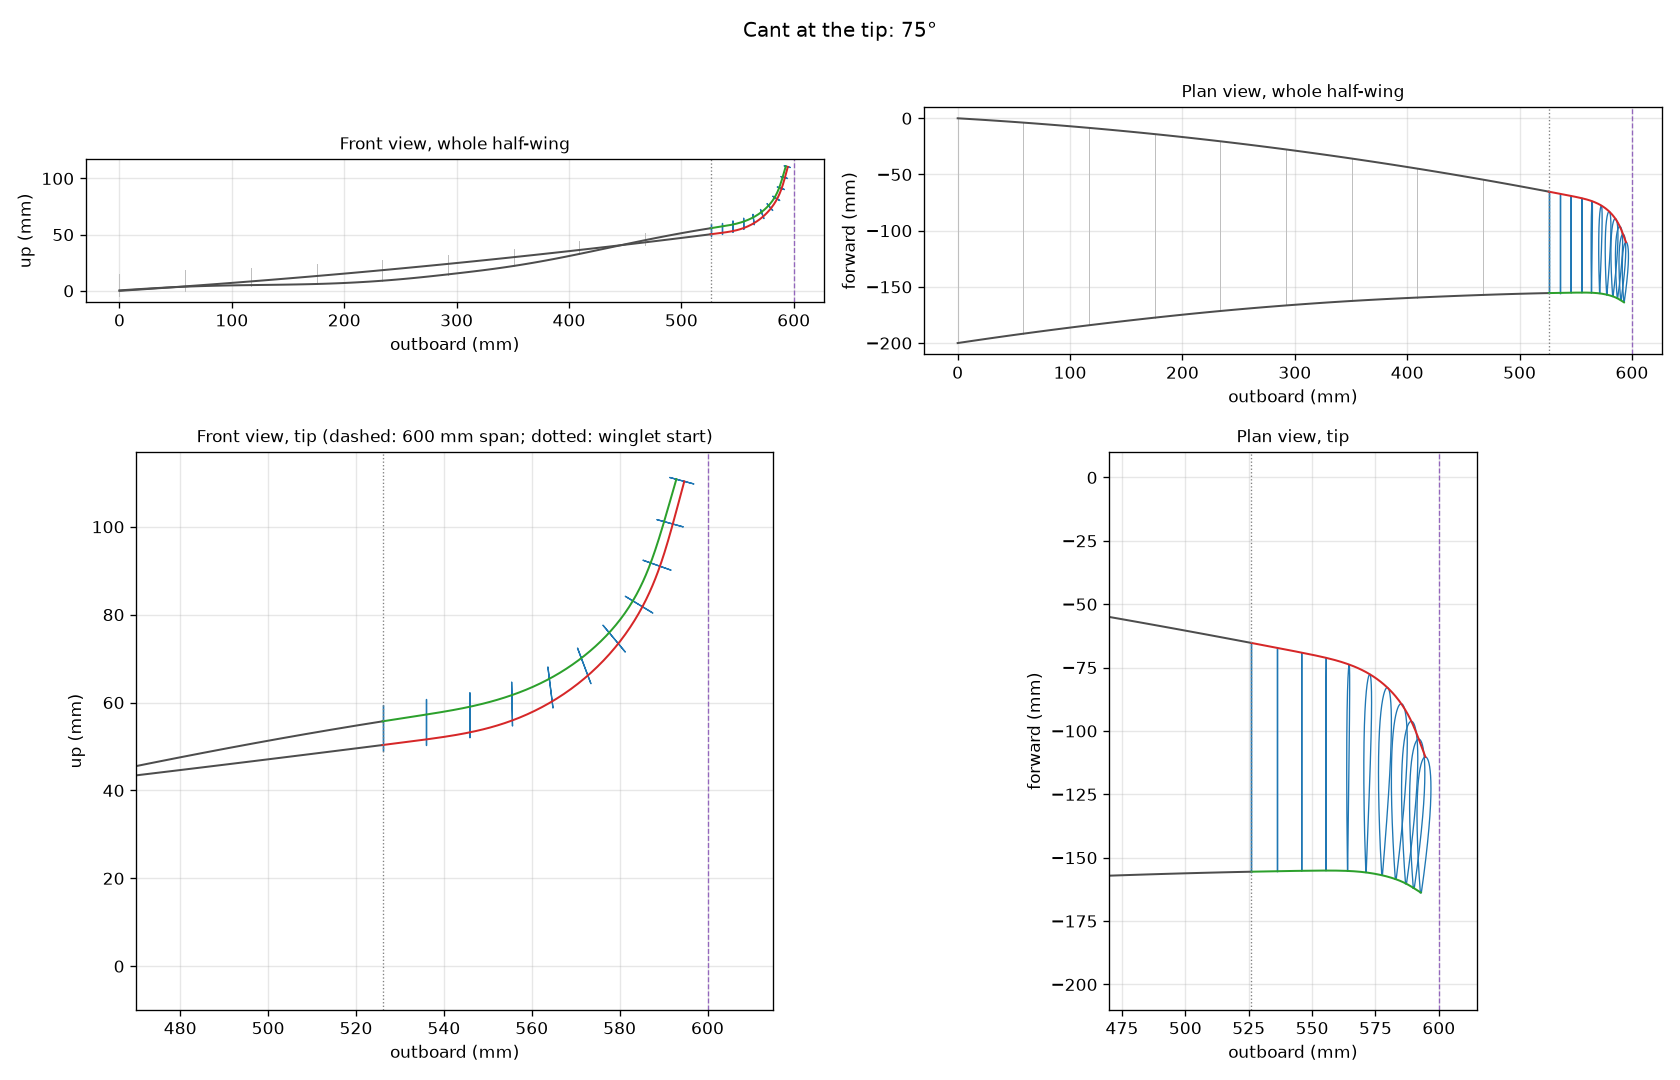 Cant at the tip: 75°
Front view, whole half-wing
100
50
0
0 100 200 300 400 500 600
up (mm)
outboard (mm)
Plan view, whole half-wing
0
−50
−100
−150
−200
0 100 200 300 400 500 600
forward (mm)
outboard (mm)
Front view, tip (dashed: 600 mm span; dotted: winglet start)
100
80
60
40
20
0
480 500 520 540 560 580 600
up (mm)
outboard (mm)
Plan view, tip
0
−25
−50
−75
−100
−125
−150
−175
−200
475 500 525 550 575 600
forward (mm)
outboard (mm)